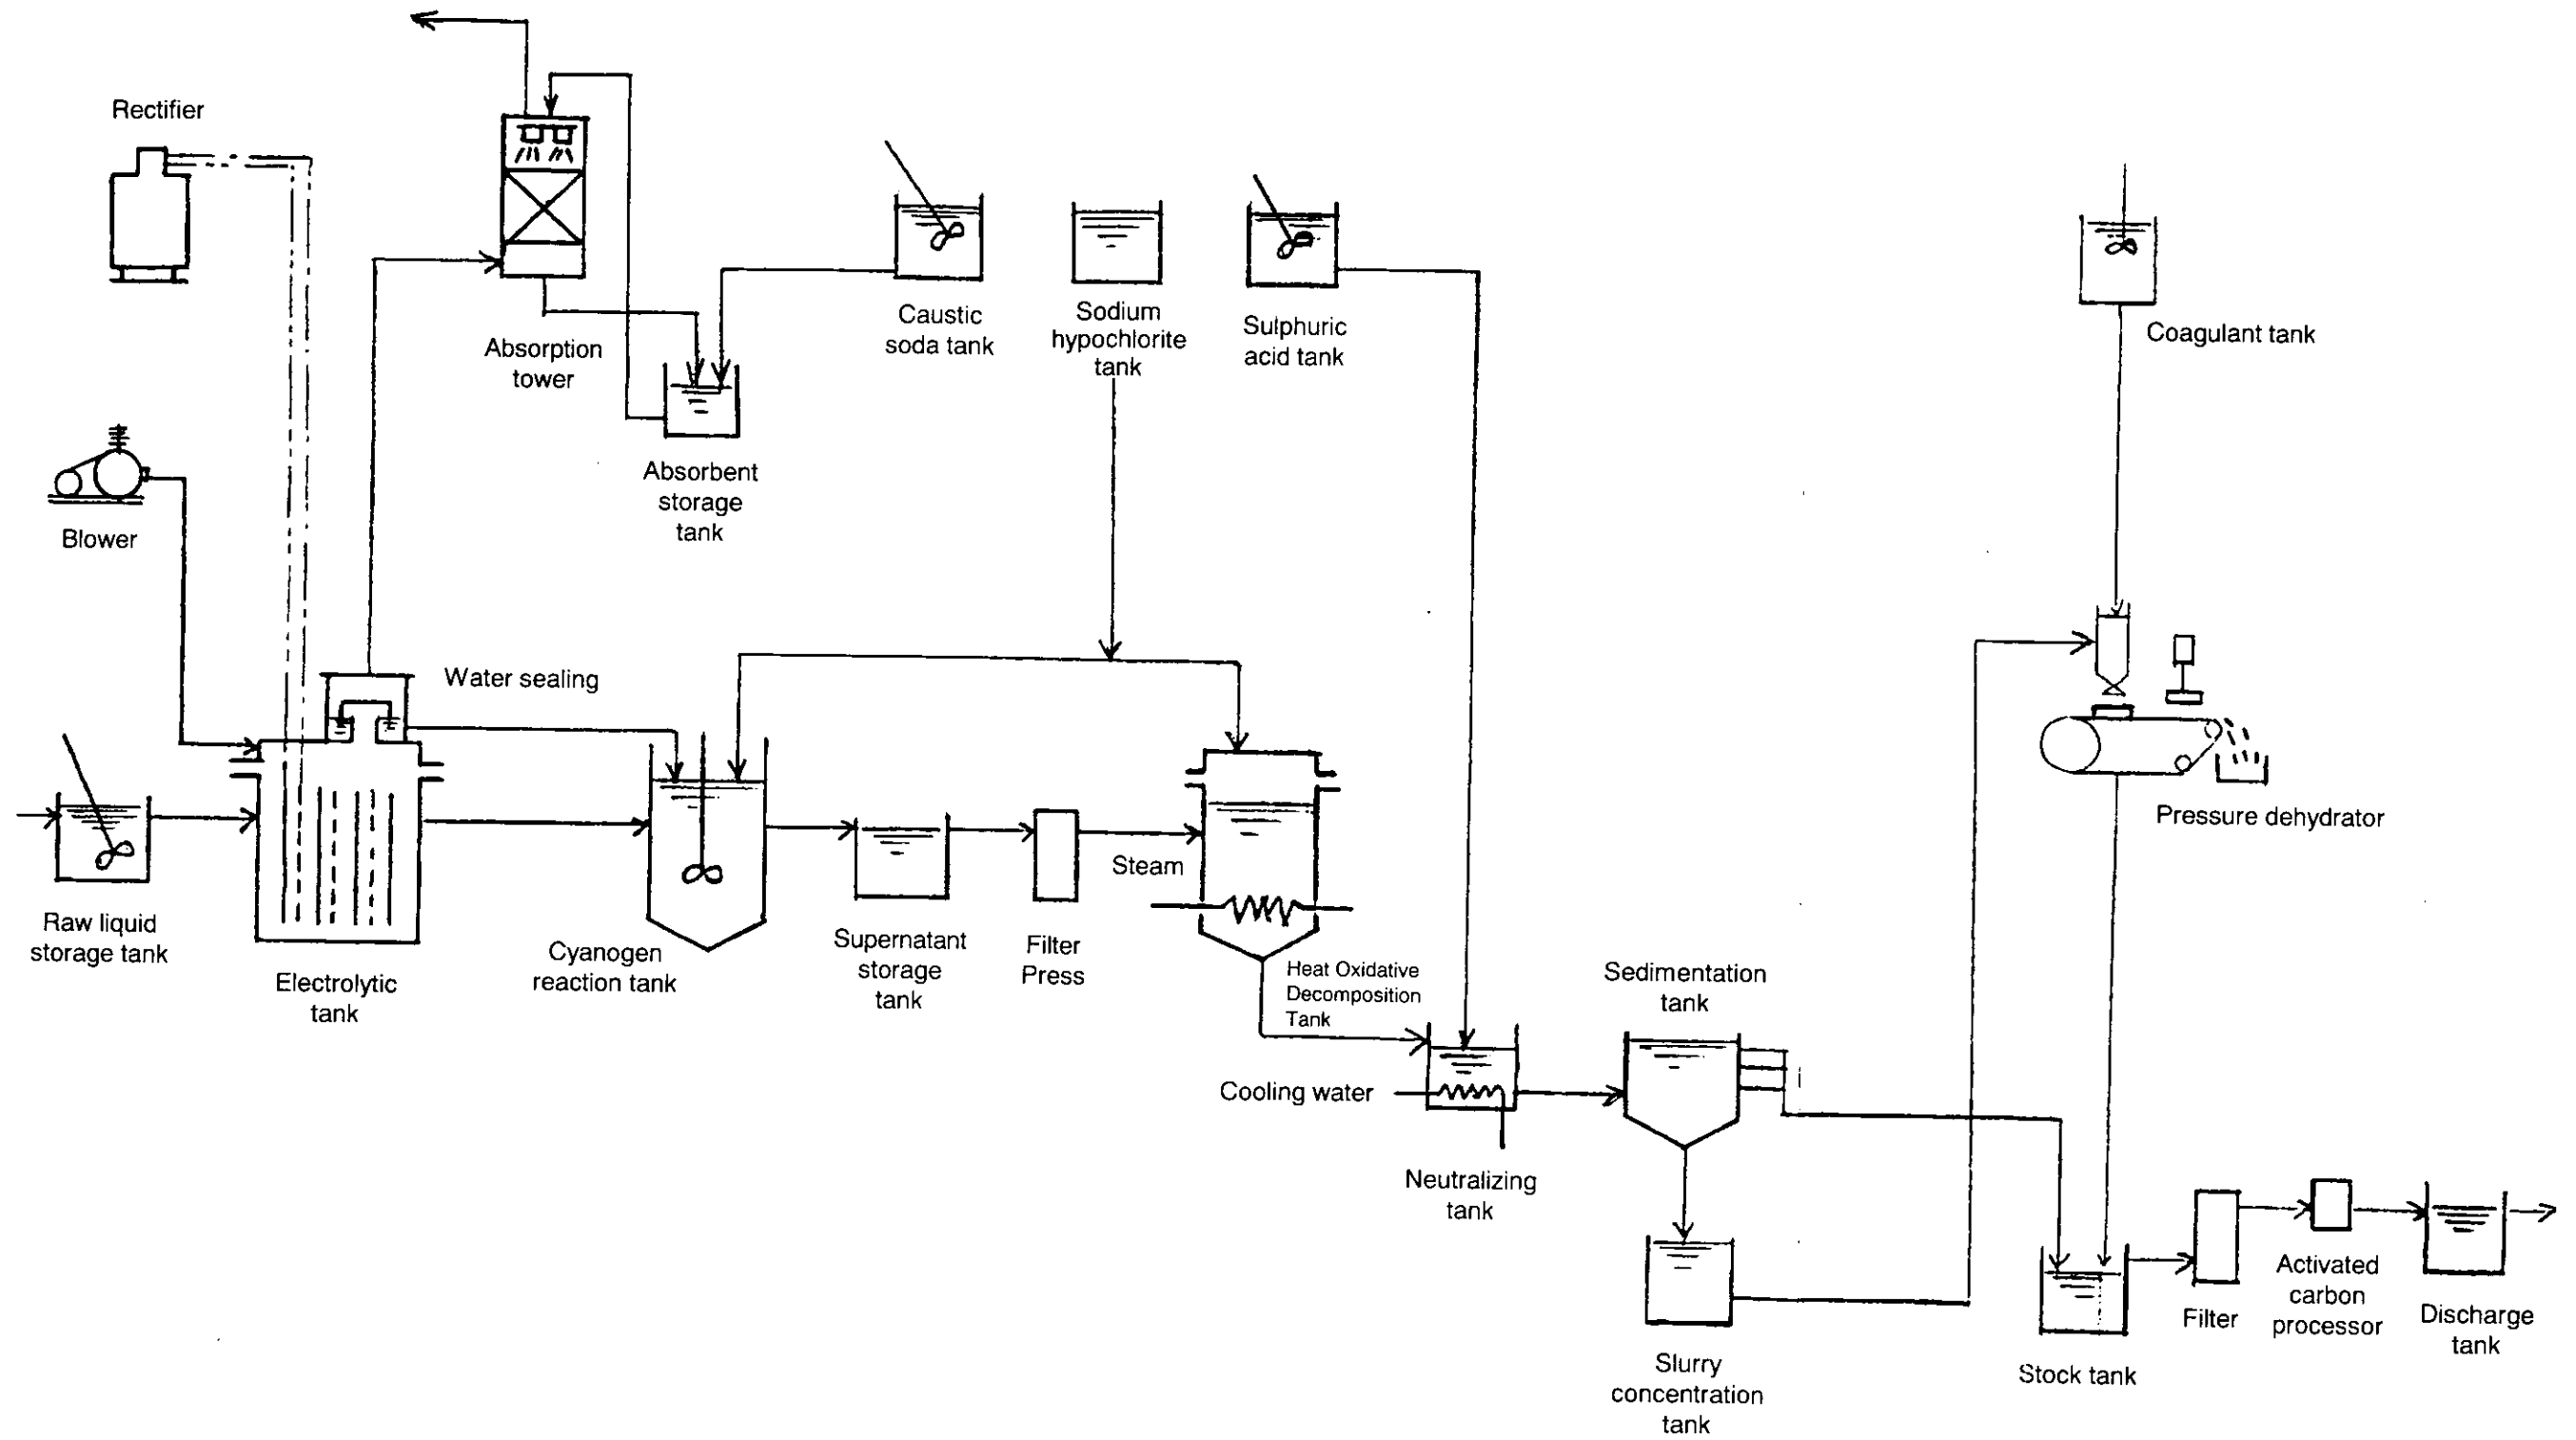 Rectifier
Absorption
tower
Caustic
soda tank
Sodium
hypochlorite
tank
Sulphuric
acid tank
Coagulant tank
Absorbent
storage
tank
Blower
Water sealing
Pressure dehydrator
Steam
Raw liquid
storage tank
Electrolytic
tank
Cyanogen
reaction tank
Supernatant
storage
tank
Filter
Press
Heat Oxidative
Decomposition
Tank
Sedimentation
tank
Cooling water
Neutralizing
tank
Slurry
concentration
tank
Stock tank
Filter
Activated
carbon
processor
Discharge
tank